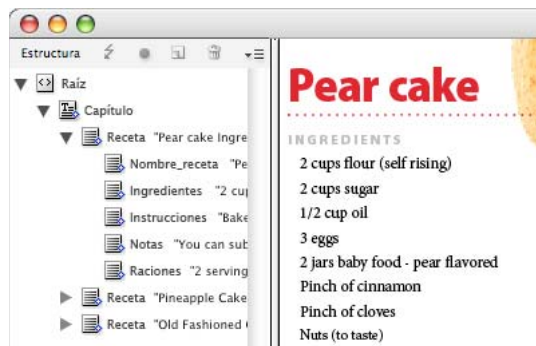 Estructura
Raíz
Capítulo
Receta "Pear cake Ingre
Nombre_receta "Pe
Ingredientes "2 cu
Instrucciones "Bake
Notas "You can sub
Raciones "2 serving
Receta "Pineapple Cake
Receta "Old Fashioned
Pear cake
INGREDIENTS
2 cups flour (self rising)
2 cups sugar
1/2 cup oil
3 eggs
2 jars baby food - pear flavored
Pinch of cinnamon
Pinch of cloves
Nuts (to taste)